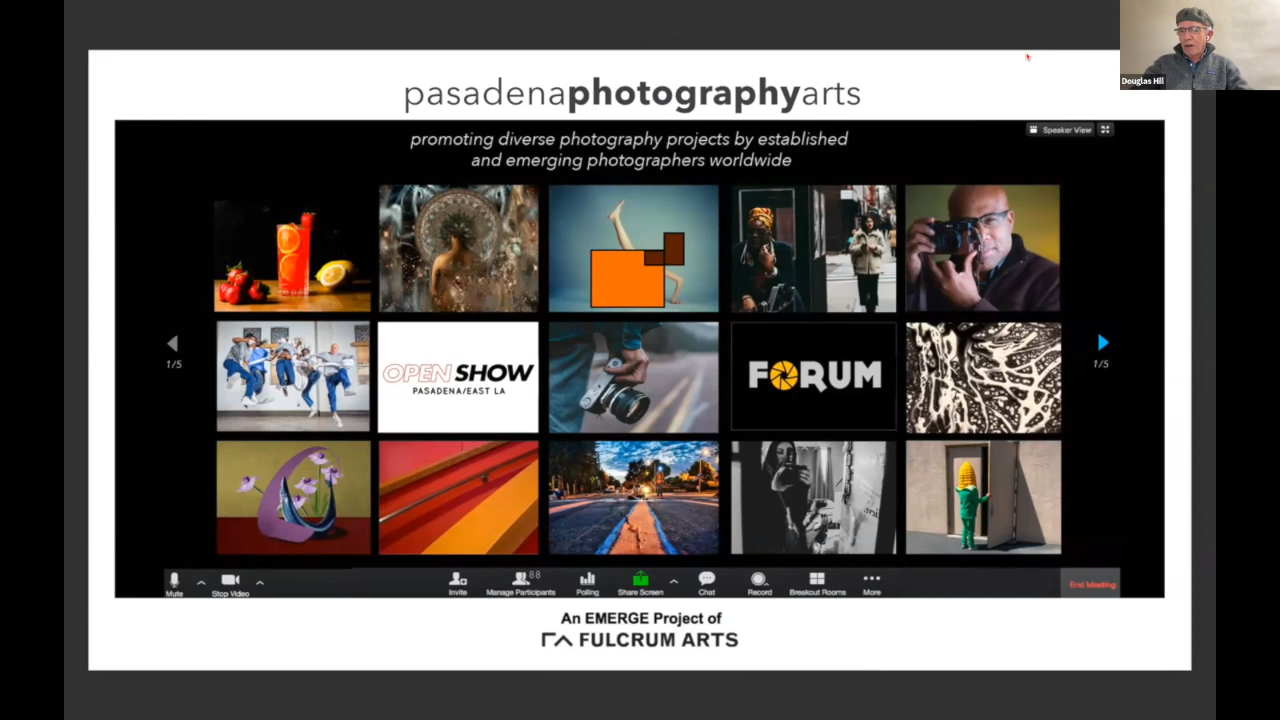 Douglas Hill
pasadenaphotographyarts
promoting diverse photography projects by established
and emerging photographers worldwide
Speaker View
1/5
1/5
OPEN SHOW
PASADENA/EAST LA
FORUM
Mute
Stop Video
Invite
88
Manage Participants
Polling
Share Screen
Chat
Record
Breakout Rooms
More
End Meeting
An EMERGE Project of
FULCRUM ARTS